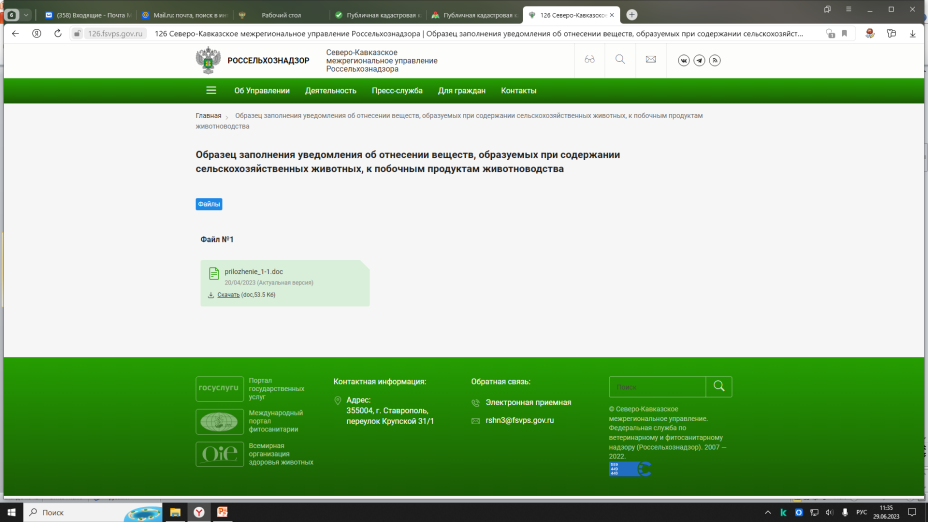 6
(358) Входящие - Почта М
Mail.ru: почта, поиск в ин
Рабочий стол
Публичная кадастровая к
Публичная кадастровая к
126 Северо-Кавказско
126.fsvps.gov.ru
126 Северо-Кавказское межрегиональное управление Россельхознадзора | Образец заполнения уведомления об отнесении веществ, образуемых при содержании сельскохозяйст...
РОССЕЛЬХОЗНАДЗОР
Северо-Кавказское
межрегиональное управление
Россельхознадзора
Об Управлении
Деятельность
Пресс-служба
Для граждан
Контакты
Главная
Образец заполнения уведомления об отнесении веществ, образуемых при содержании сельскохозяйственных животных, к побочным продуктам
животноводства
Образец заполнения уведомления об отнесении веществ, образуемых при содержании
сельскохозяйственных животных, к побочным продуктам животноводства
Файлы
Файл №1
prilozhenie_1-1.doc
20/04/2023 (Актуальная версия)
Скачать (doc,53.5 Кб)
госуслуги
Портал
государственных
услуг
Международный
портал
фитосанитарии
Oie
Всемирная
организация
здоровья животных
Контактная информация:
Адрес:
355004, г. Ставрополь,
переулок Крупской 31/1
Обратная связь:
Электронная приемная
rshn3@fsvps.gov.ru
Поиск
© Северо-Кавказское
межрегиональное управление.
Федеральная служба по
ветеринарному и фитосанитарному
надзору (Россельхознадзор). 2007 —
2022.
Поиск
РУС
11:35
29.06.2023